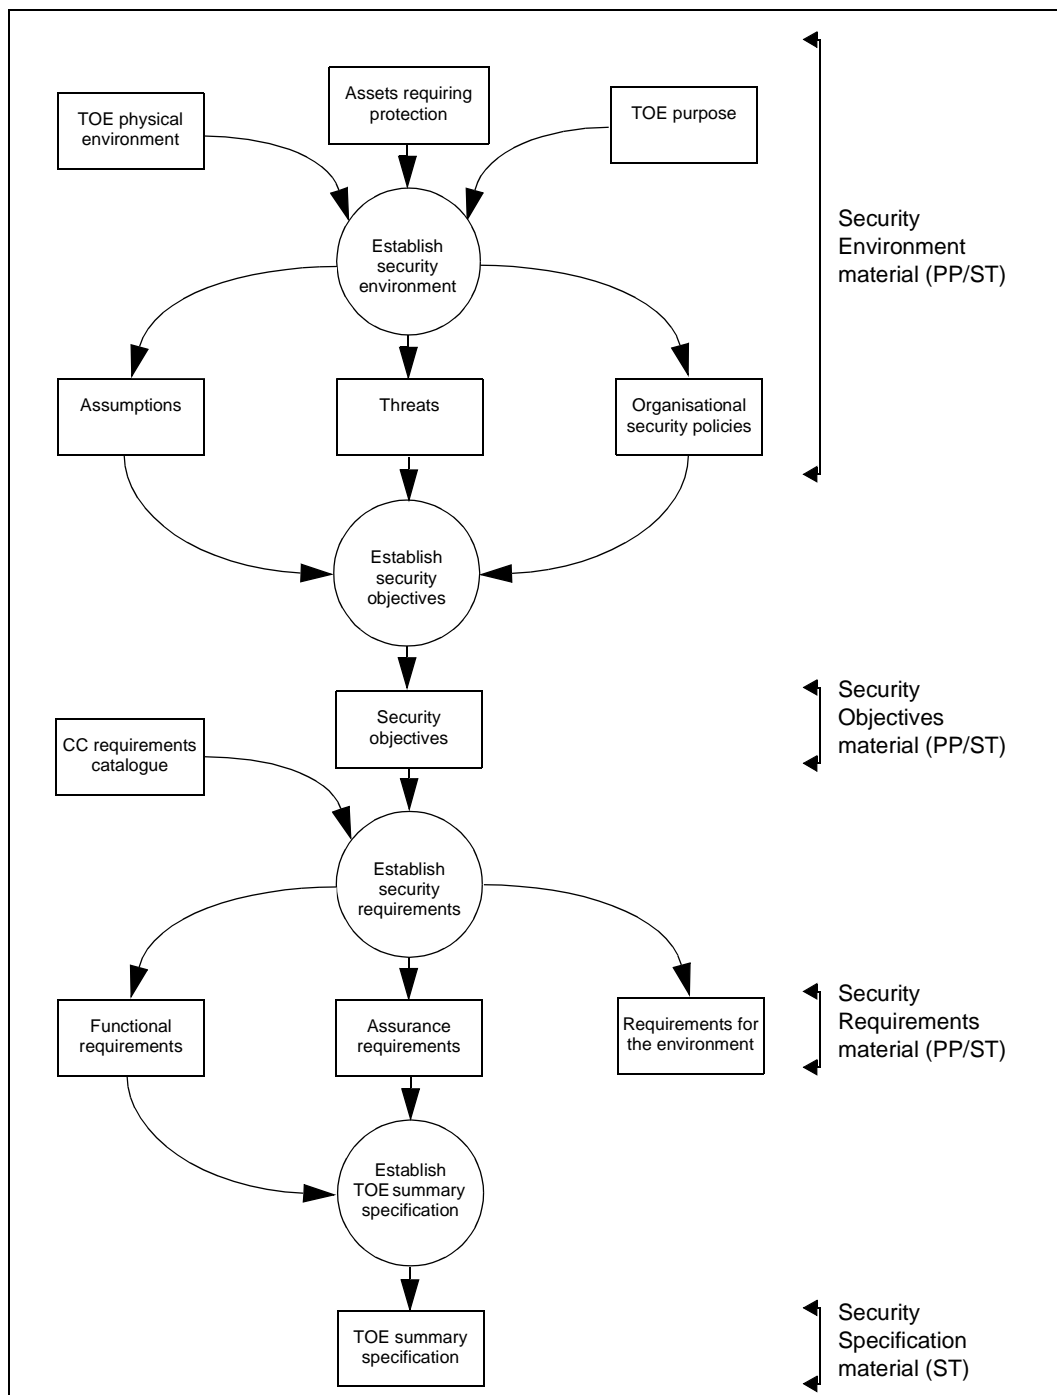 Assets requiring
protection
TOE physical
environment
TOE purpose
Security
Environment
material (PP/ST)
Establish
security
environment
Assumptions
Threats
Organisational
security policies
Establish
security
objectives
Security
objectives
Security
Objectives
material (PP/ST)
CC requirements
catalogue
Establish
security
requirements
Functional
requirements
Assurance
requirements
Requirements for
the environment
Security
Requirements
material (PP/ST)
Establish
TOE summary
specification
TOE summary
specification
Security
Specification
material (ST)